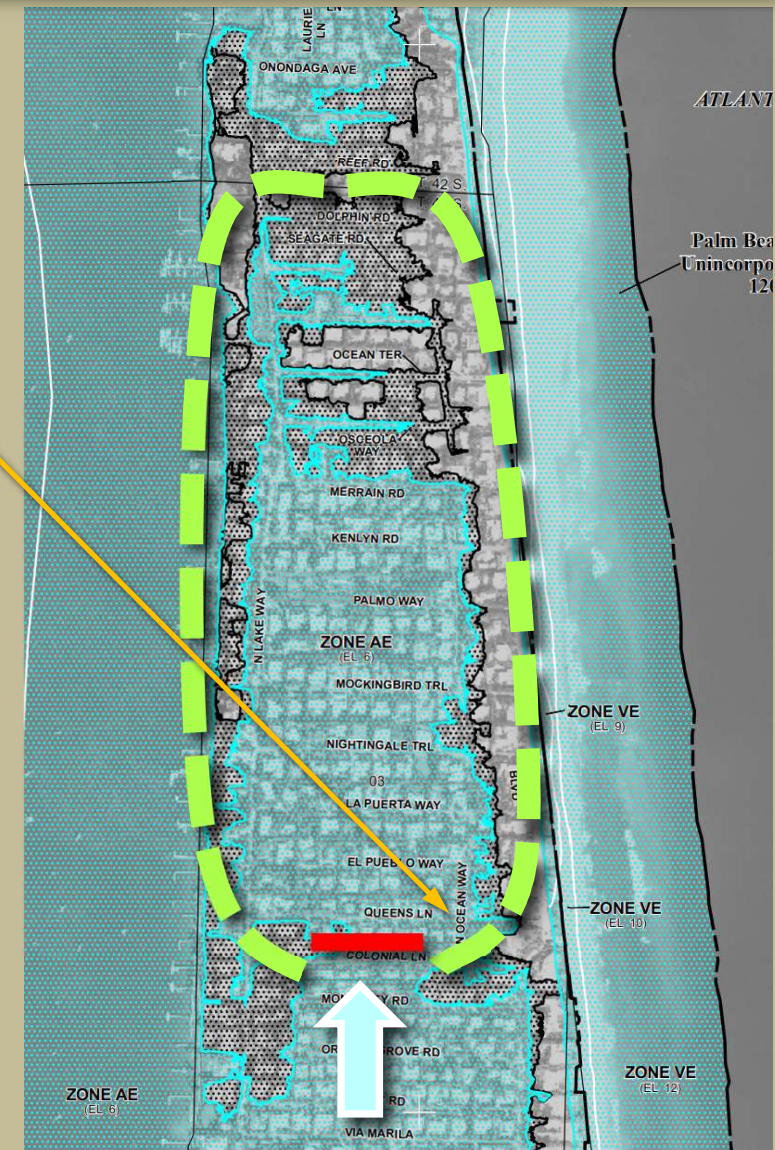 LAURIE
LN
LN
ONONDAGA AVE
ATLANT
REEF RD
T 42 S.
DOLPHIN RD
SEAGATE RD
Palm Bea
Unincorpo
120
OCEAN TER
OSCEOLA
WAY
MERRAIN RD
KENLYN RD
PALMO WAY
N LAKE WAY
ZONE AE
(EL 6)
MOCKINGBIRD TRL
ZONE VE
(EL 9)
NIGHTINGALE TRL
03
BLVD
LA PUERTA WAY
EL PUEBLO WAY
N OCEAN WAY
QUEENS LN
ZONE VE
(EL 10)
COLONIAL LN
RD
GROVE RD
ZONE VE
(EL 12)
ZONE AE
(EL 6)
RD
VIA MARILA